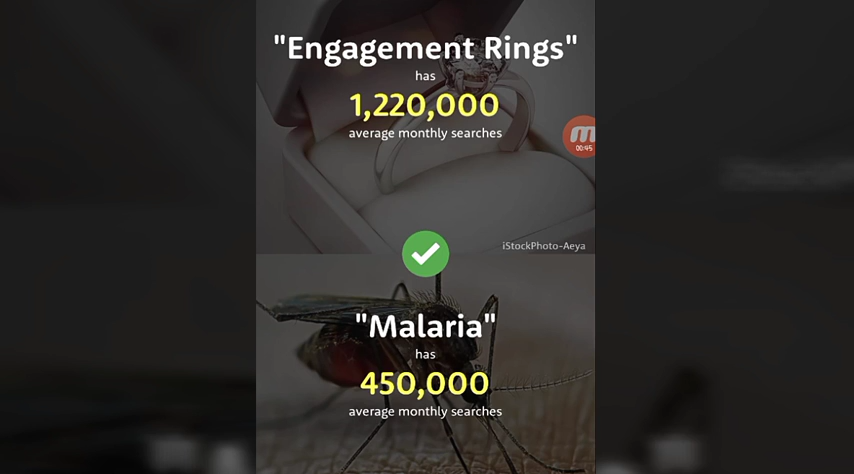 "Engagement Rings"
has
1,220,000
average monthly searches
00:45
iStockPhoto-Aeya
"Malaria"
has
450,000
average monthly searches